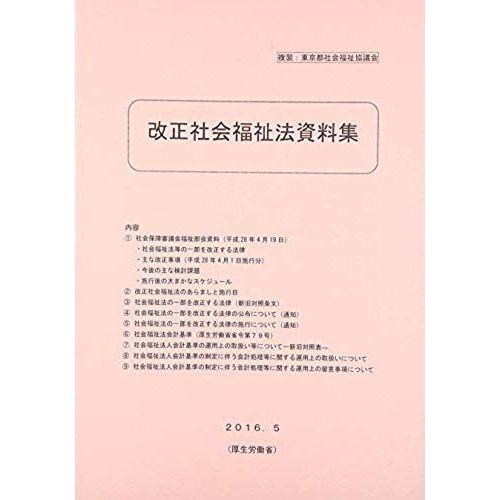 複製：東京都社会福祉協議会
改正社会福祉法資料集
内容
① 社会保障審議会福祉部会資料（平成28年4月19日）
・社会福祉法等の一部を改正する法律
・主な改正事項（平成28年4月1日施行分）
・今後の主な検討課題
・施行後の大まかなスケジュール
② 改正社会福祉法のあらましと施行日
③ 社会福祉法の一部を改正する法律（新旧対照条文）
④ 社会福祉法の一部を改正する法律の公布について（通知）
⑤ 社会福祉法の一部を改正する法律の施行について（通知）
⑥ 社会福祉法会計基準（厚生労働省省令第79号）
⑦ 社会福祉法人会計基準の運用上の取扱い等について―新旧対照表―
⑧ 社会福祉法人会計基準の制定に伴う会計処理等に関する運用上の取扱いについて
⑨ 社会福祉法人会計基準の制定に伴う会計処理等に関する運用上の留意事項について
2016．5
（厚生労働省）